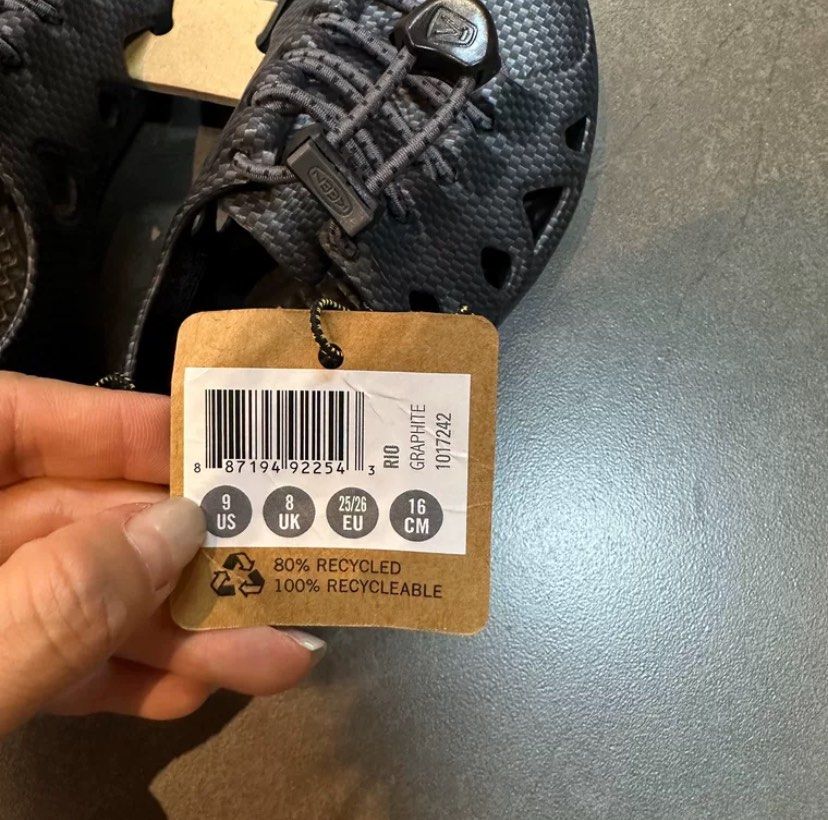 KEEN
8 87194 92254 3
RIO
GRAPHITE
1017242
9
US
8
UK
25/26
EU
16
CM
80% RECYCLED
100% RECYCLEABLE